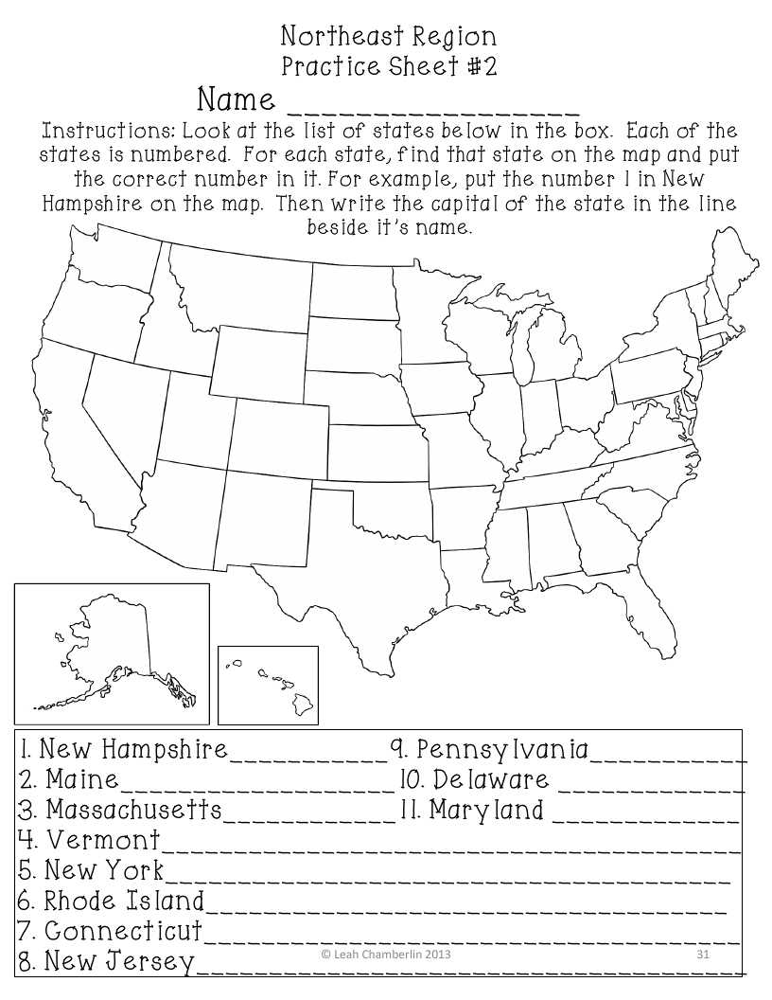 Northeast Region
Practice Sheet #2
Name _________________
Instructions: Look at the list of states below in the box. Each of the
states is numbered. For each state, find that state on the map and put
the correct number in it. For example, put the number 1 in New
Hampshire on the map. Then write the capital of the state in the line
beside it's name.
1. New Hampshire___________ 9. Pennsylvania___________
2. Maine___________________ 10. Delaware _____________
3. Massachusetts____________ 11. Maryland _____________
4. Vermont________________________________________
5. New York_______________________________________
6. Rhode Island____________________________________
7. Connecticut_____________________________________
8. New Jersey______________________________________
© Leah Chamberlin 2013 31